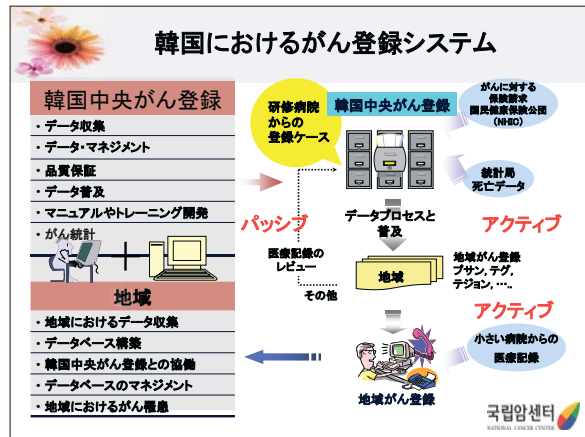 韓国におけるがん登録システム
韓国中央がん登録
・データ収集
・データ・マネジメント
・品質保証
・データ普及
・マニュアルやトレーニング開発
・がん統計
地域
・地域におけるデータ収集
・データベース構築
・韓国中央がん登録との協働
・データベースのマネジメント
・地域におけるがん罹患
研修病院
からの
登録ケース
韓国中央がん登録
がんに対する
保険請求
国民健康保険公団
(NHIC)
統計局
死亡データ
パッシブ
データプロセスと
普及
アクティブ
医療記録の
レビュー
地域
地域がん登録
プサン, テグ,
テジョン, ….
その他
アクティブ
小さい病院からの
医療記録
地域がん登録
국립암센터
NATIONAL CANCER CENTER